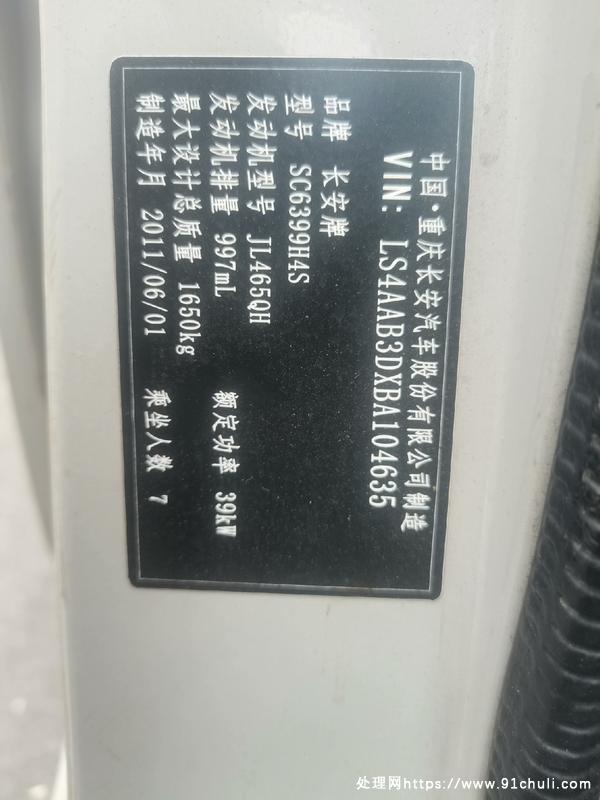 中国·重庆长安汽车股份有限公司制造
VIN: LS4AAB3DXBA104635
品牌 长安牌
型号 SC6399H4S
发动机型号 JL465QH
发动机排量 997mL 额定功率 39kW
最大设计总质量 1650kg
制造年月 2011/06/01 乘坐人数 7
处理网https://www.91chuli.com/